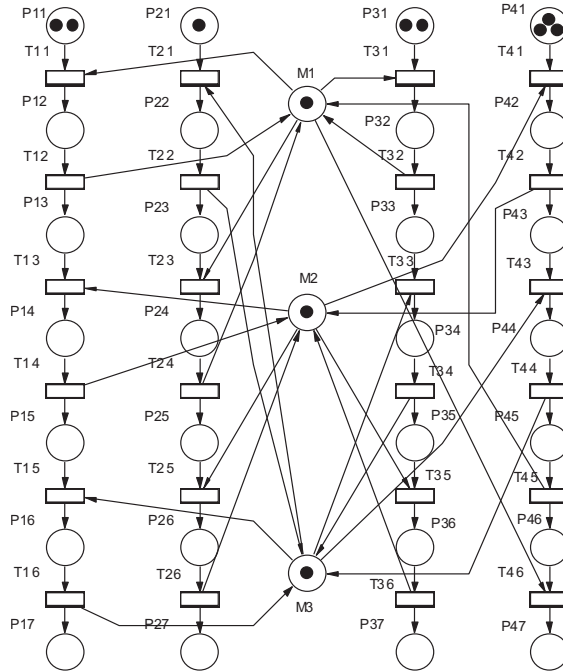 P11 P21 P31 P41
T11 T21 T31 T41
M1
P12 P22 P32 P42
T12 T22 T32 T42
P13 P23 P33 P43
T13 T23 T33 T43
M2
P14 P24 P34 P44
T14 T24 T34 T44
P15 P25 P35 P45
T15 T25 T35 T45
P16 P26 P36 P46
T16 T26 T36 T46
M3
P17 P27 P37 P47